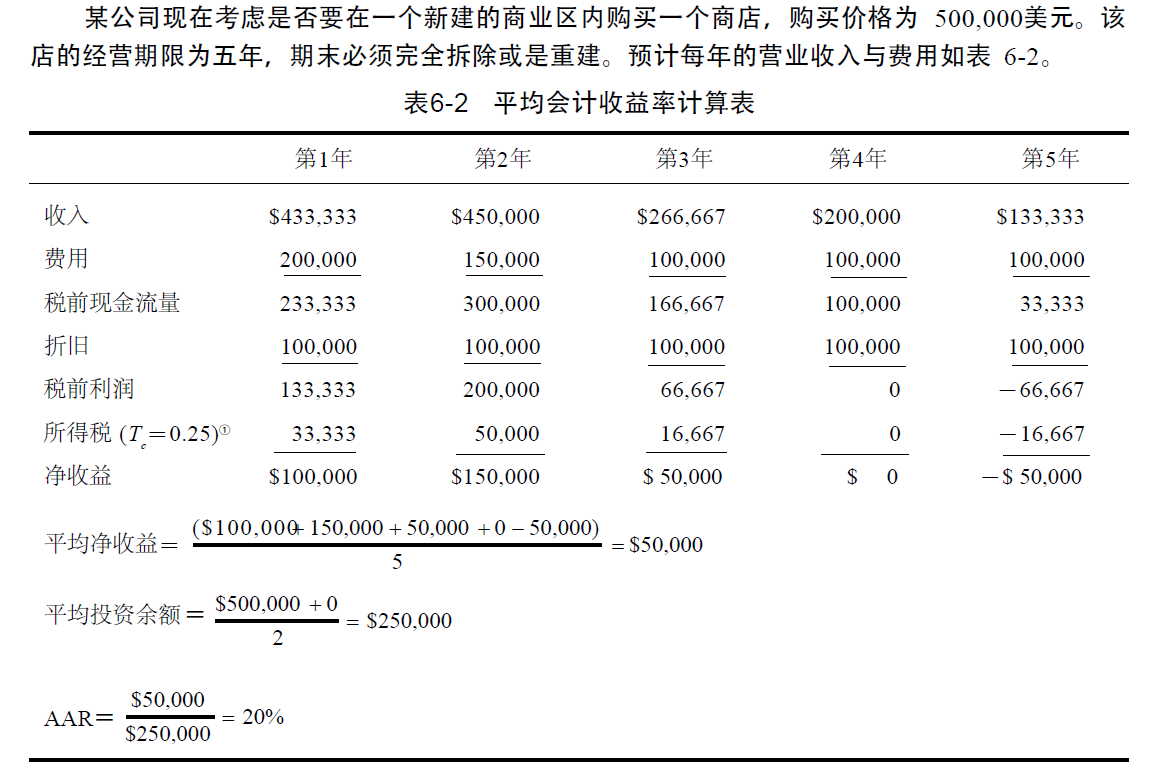 某公司现在考虑是否要在一个新建的商业区内购买一个商店，购买价格为 500,000美元。该
店的经营期限为五年，期末必须完全拆除或是重建。预计每年的营业收入与费用如表 6-2。
表6-2 平均会计收益率计算表
第1年 第2年 第3年 第4年 第5年
收入 $433,333 $450,000 $266,667 $200,000 $133,333
费用 200,000 150,000 100,000 100,000 100,000
税前现金流量 233,333 300,000 166,667 100,000 33,333
折旧 100,000 100,000 100,000 100,000 100,000
税前利润 133,333 200,000 66,667 0 －66,667
所得税 (Tc＝0.25)① 33,333 50,000 16,667 0 －16,667
净收益 $100,000 $150,000 $ 50,000 $ 0 －$ 50,000
平均净收益＝ ($100,000+150,000+50,000+0－50,000) / 5 = $50,000
平均投资余额＝ $500,000+0 / 2 = $250,000
AAR＝ $50,000 / $250,000 = 20%